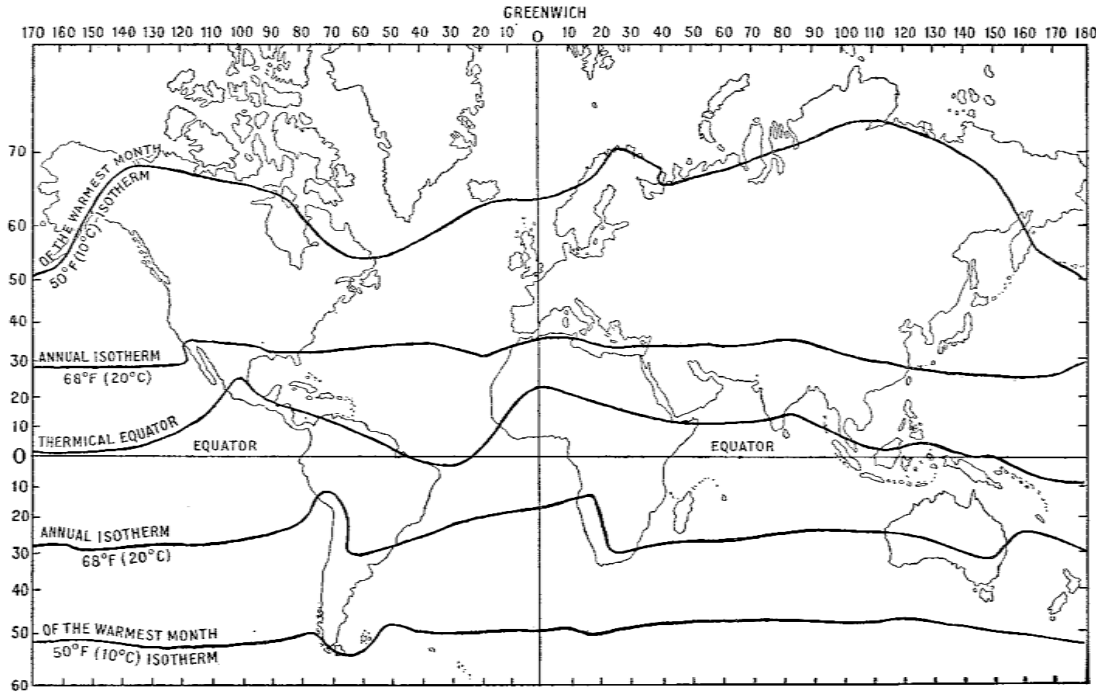 GREENWICH
170 160 150 140 130 120 110 100 90 80 70 60 50 40 30 20 10 0 10 20 30 40 50 60 70 80 90 100 110 120 130 140 150 160 170 180
70
OF THE WARMEST MONTH
50°F (10°C)-ISOTHERM
60
50
40
30
ANNUAL ISOTHERM
68°F (20°C)
20
10
THERMICAL EQUATOR
EQUATOR
EQUATOR
0
0
10
20
ANNUAL ISOTHERM
68°F (20°C)
30
40
OF THE WARMEST MONTH
50°F (10°C) ISOTHERM
50
60